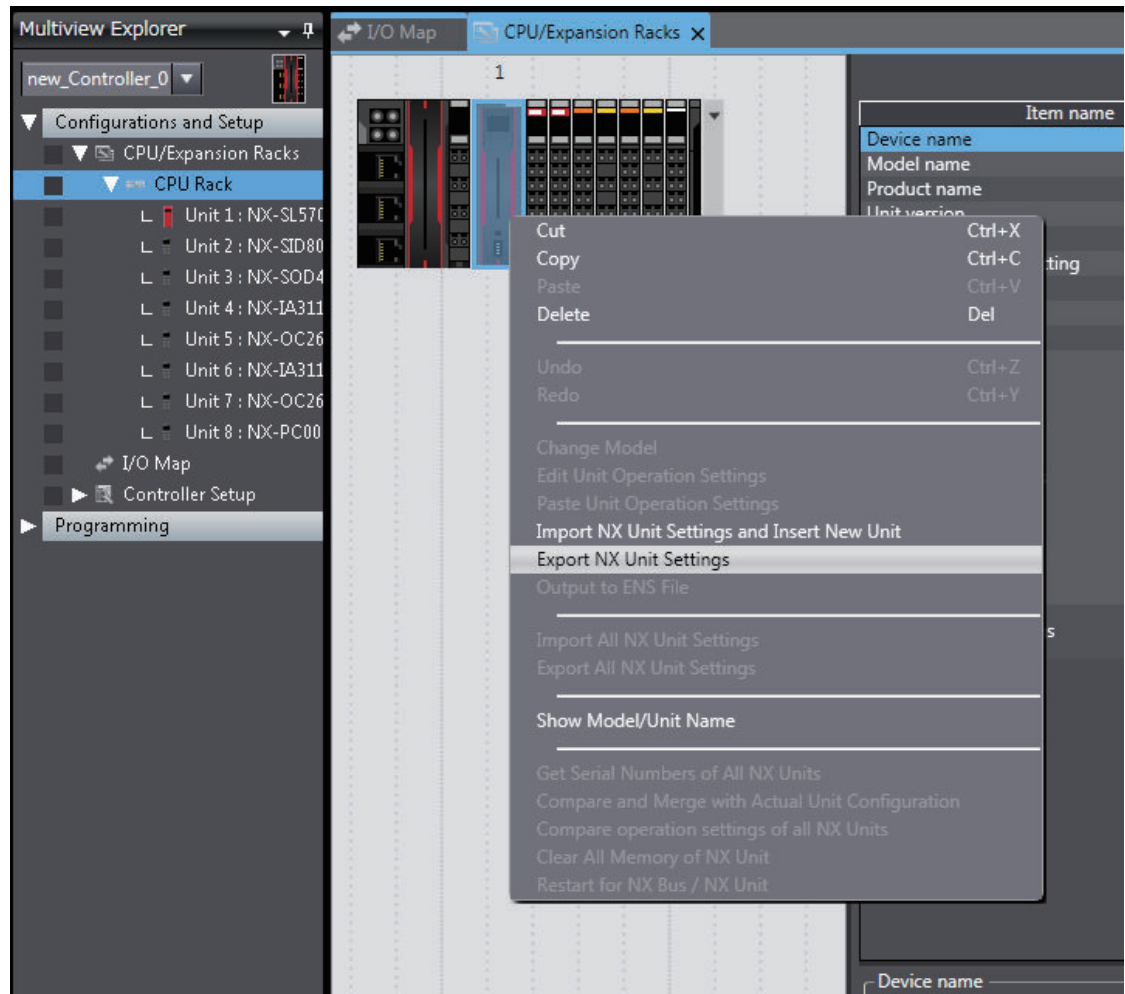 Multiview Explorer
new_Controller_0
Configurations and Setup
CPU/Expansion Racks
CPU Rack
Unit 1 : NX-SL570
Unit 2 : NX-SID80
Unit 3 : NX-SOD4
Unit 4 : NX-IA311
Unit 5 : NX-OC26
Unit 6 : NX-IA311
Unit 7 : NX-OC26
Unit 8 : NX-PC00
I/O Map
Controller Setup
Programming
I/O Map
CPU/Expansion Racks
1
Cut Ctrl+X
Copy Ctrl+C
Paste Ctrl+V
Delete Del
Undo Ctrl+Z
Redo Ctrl+Y
Change Model
Edit Unit Operation Settings
Paste Unit Operation Settings
Import NX Unit Settings and Insert New Unit
Export NX Unit Settings
Output to ENS File
Import All NX Unit Settings
Export All NX Unit Settings
Show Model/Unit Name
Get Serial Numbers of All NX Units
Compare and Merge with Actual Unit Configuration
Compare operation settings of all NX Units
Clear All Memory of NX Unit
Restart for NX Bus / NX Unit
Item name
Device name
Model name
Product name
Unit version
ting
s
Device name